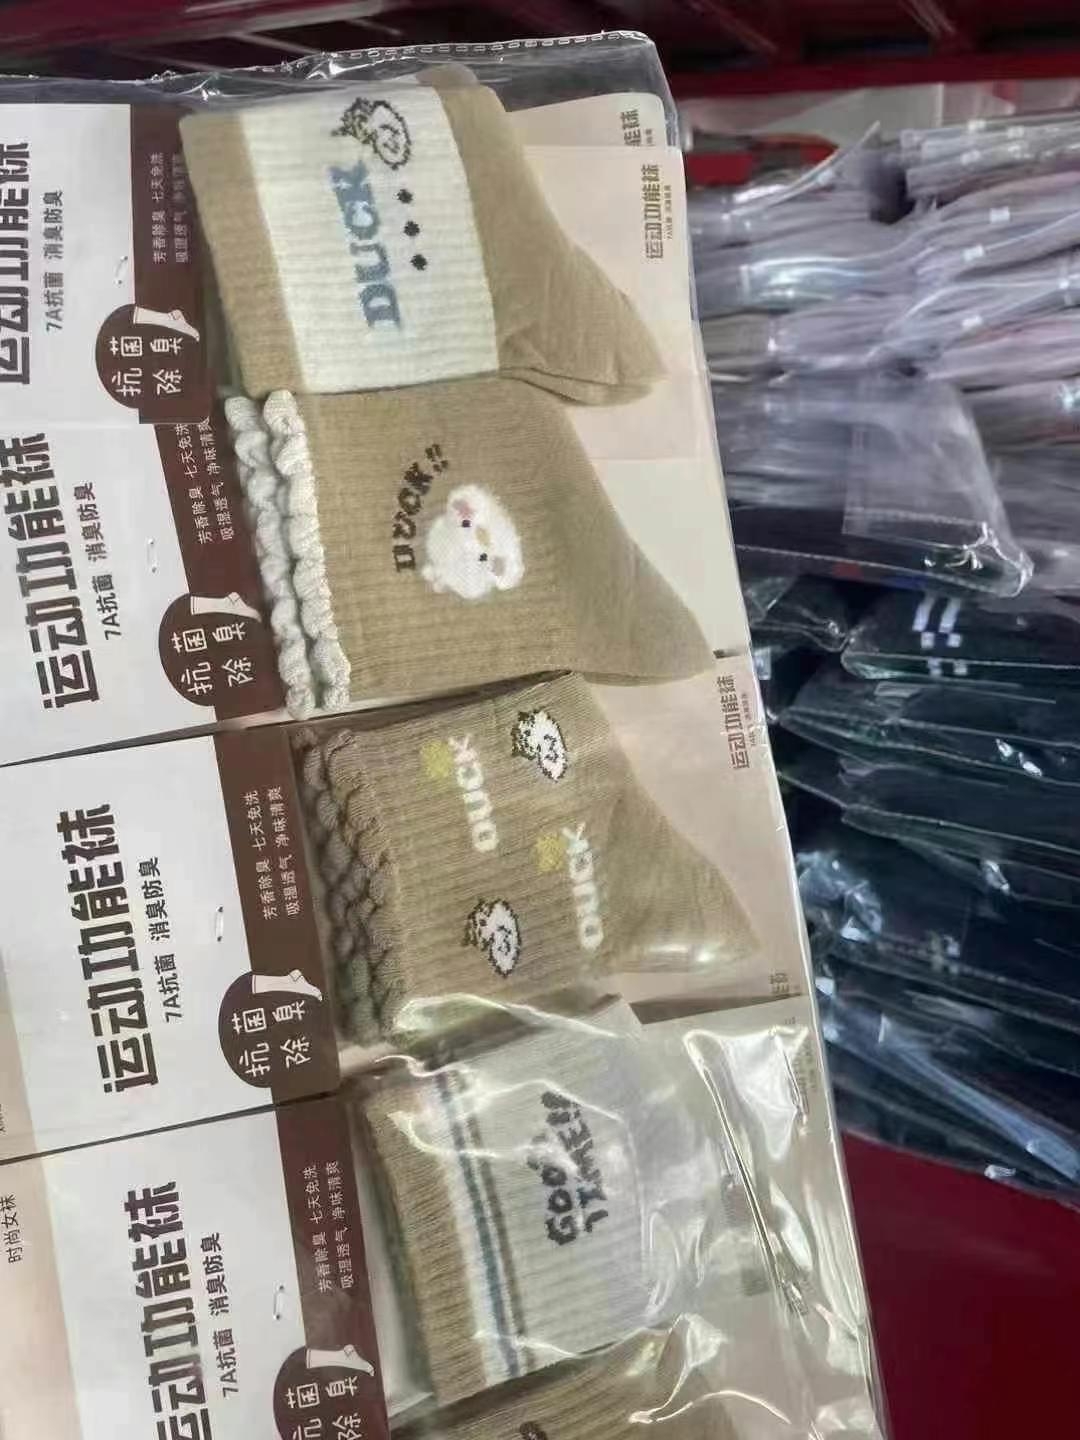 运动功能袜
7A抗菌 消臭防臭
芳香除臭 七天免洗
吸湿透气 净味
抗菌
除臭
DUCK
运动功能袜
运动功能袜
7A抗菌 消臭防臭
芳香除臭 七天免洗
吸湿透气 净味清爽
抗菌
除臭
DUCK!!
运动功能袜
7A抗菌 消臭防臭
芳香除臭 七天免洗
吸湿透气 净味清爽
抗菌
除臭
DUCK
DUCK
运动功能袜
时尚女袜
运动功能袜
7A抗菌 消臭防臭
芳香除臭 七天免洗
吸湿透气 净味清爽
抗菌
除臭
GOO
TIME!!